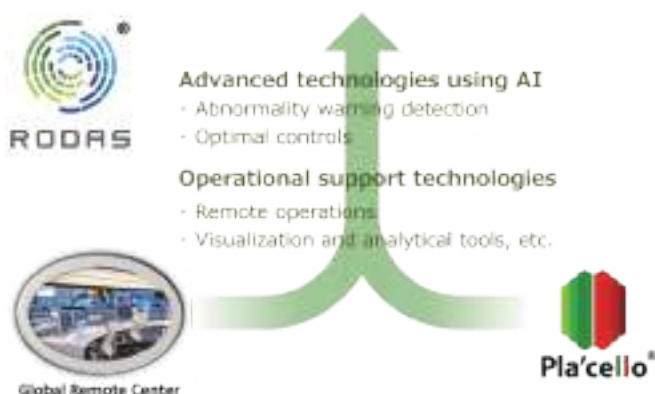 ®
RODAS
Advanced technologies using AI
· Abnormality warning detection
· Optimal controls
Operational support technologies
· Remote operations
· Visualization and analytical tools, etc.
Global Remote Center
Pla'cello®